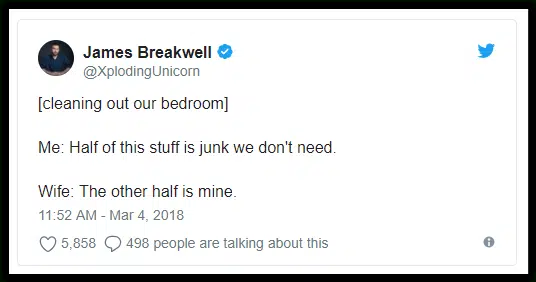 James Breakwell
@XplodingUnicorn
[cleaning out our bedroom]
Me: Half of this stuff is junk we don't need.
Wife: The other half is mine.
11:52 AM - Mar 4, 2018
5,858 498 people are talking about this